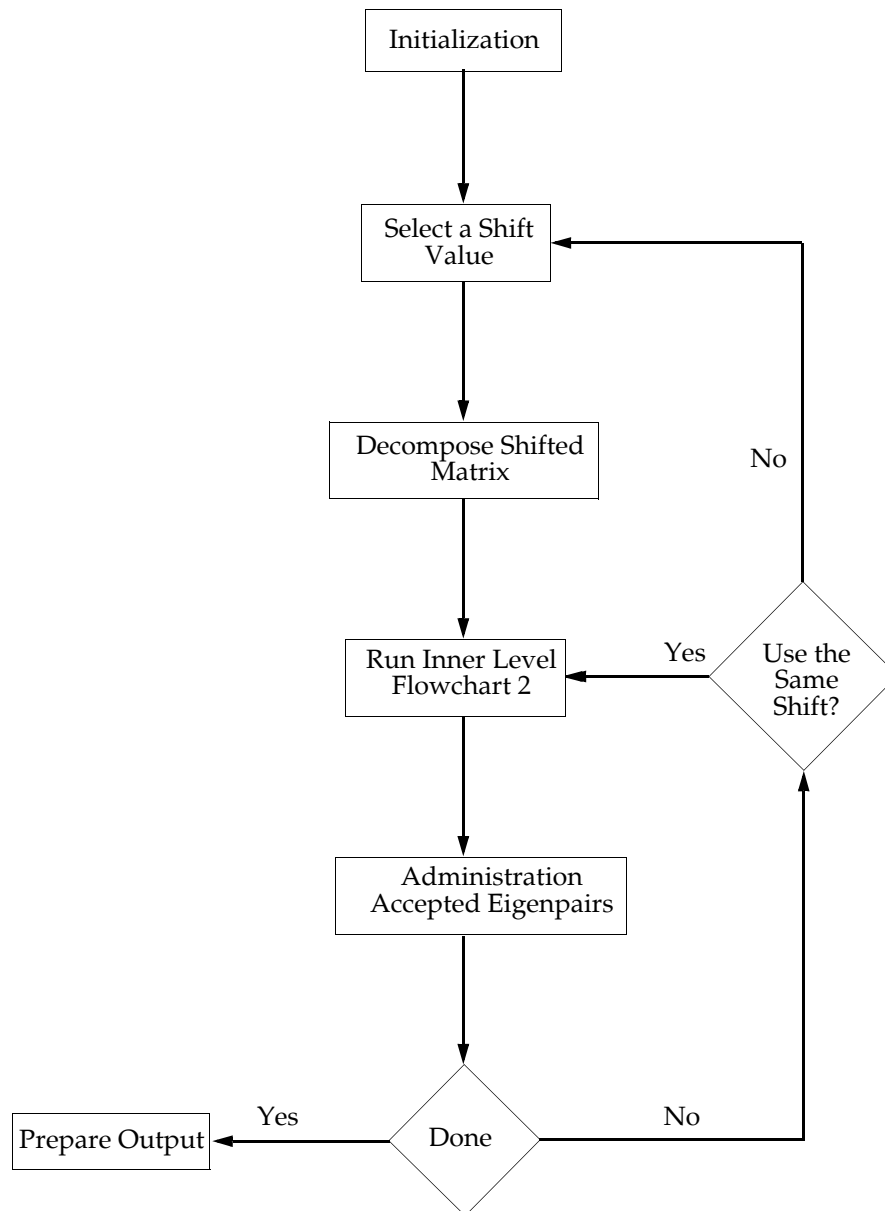 Initialization
Select a Shift
Value
Decompose Shifted
Matrix
No
Run Inner Level
Flowchart 2
Yes
Use the
Same
Shift?
Administration
Accepted Eigenpairs
Prepare Output
Yes
Done
No